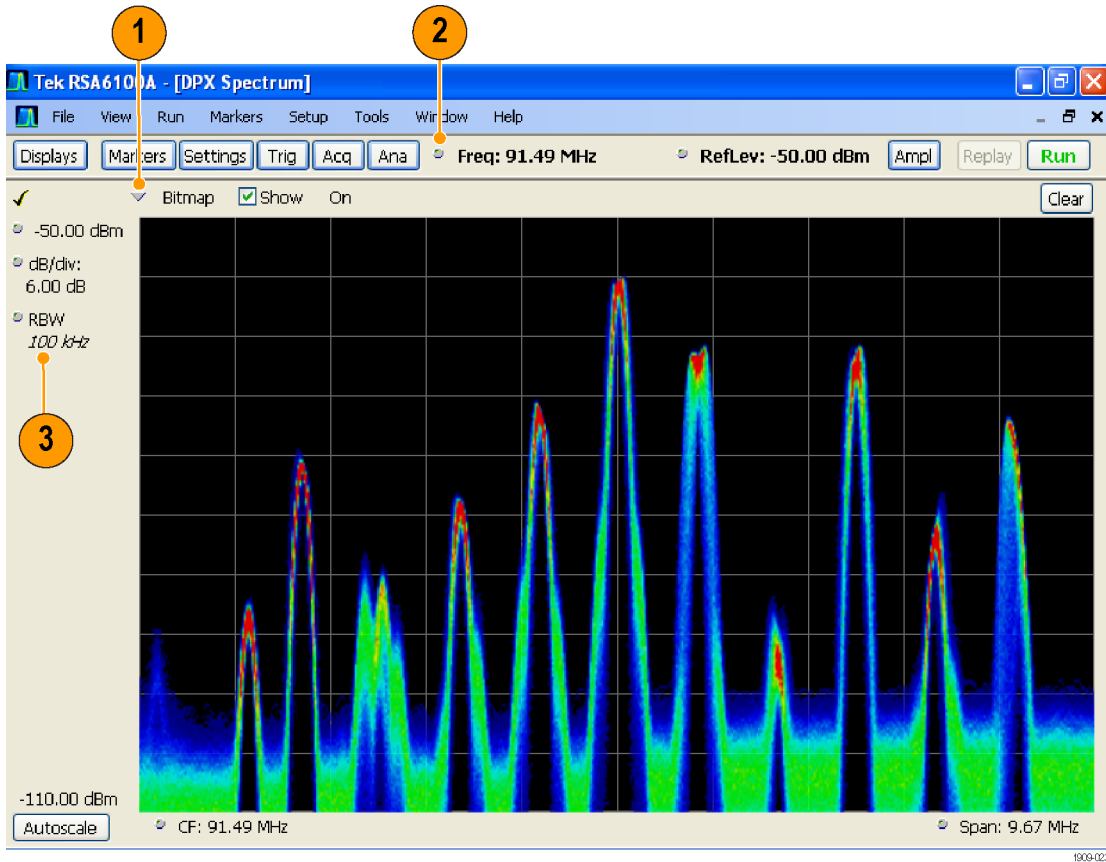 1
2
Tek RSA6100A - [DPX Spectrum]
File View Run Markers Setup Tools Window Help
Displays Markers Settings Trig Acq Ana Freq: 91.49 MHz RefLev: -50.00 dBm Ampl Replay Run
Bitmap Show On Clear
-50.00 dBm
dB/div:
6.00 dB
RBW
100 kHz
3
-110.00 dBm
Autoscale CF: 91.49 MHz Span: 9.67 MHz